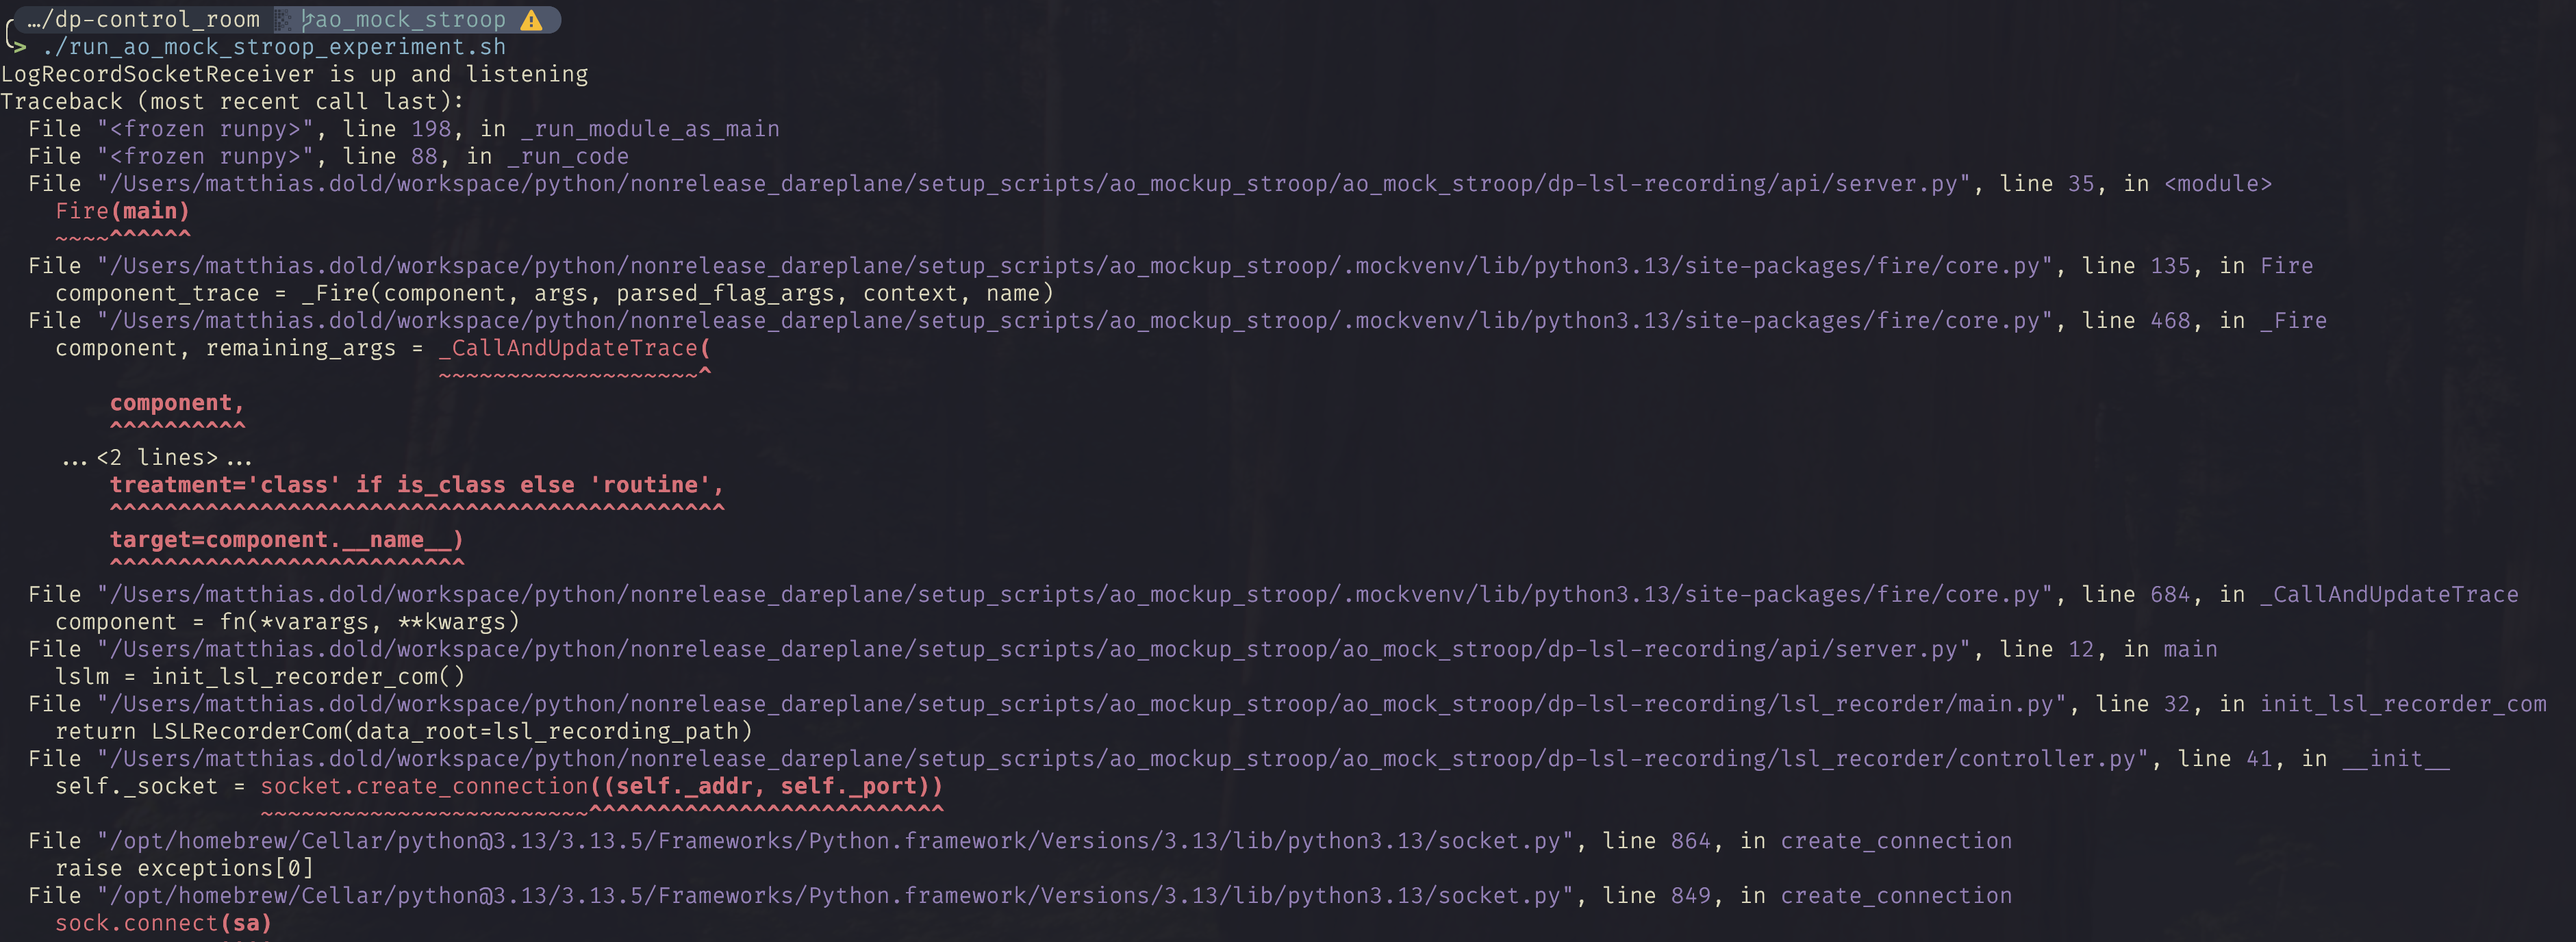 …/dp-control_room ao_mock_stroop
> ./run_ao_mock_stroop_experiment.sh
LogRecordSocketReceiver is up and listening
Traceback (most recent call last):
  File "<frozen runpy>", line 198, in _run_module_as_main
  File "<frozen runpy>", line 88, in _run_code
  File "/Users/matthias.dold/workspace/python/nonrelease_dareplane/setup_scripts/ao_mockup_stroop/ao_mock_stroop/dp-lsl-recording/api/server.py", line 35, in <module>
    Fire(main)
    ~~~~^^^^^^
  File "/Users/matthias.dold/workspace/python/nonrelease_dareplane/setup_scripts/ao_mockup_stroop/.mockvenv/lib/python3.13/site-packages/fire/core.py", line 135, in Fire
    component_trace = _Fire(component, args, parsed_flag_args, context, name)
  File "/Users/matthias.dold/workspace/python/nonrelease_dareplane/setup_scripts/ao_mockup_stroop/.mockvenv/lib/python3.13/site-packages/fire/core.py", line 468, in _Fire
    component, remaining_args = _CallAndUpdateTrace(
                                ~~~~~~~~~~~~~~~~~~~^
        component,
        ^^^^^^^^^^
    ...<2 lines>...
        treatment='class' if is_class else 'routine',
        ^^^^^^^^^^^^^^^^^^^^^^^^^^^^^^^^^^^^^^^^^^^^^
        target=component.__name__)
        ^^^^^^^^^^^^^^^^^^^^^^^^^^
  File "/Users/matthias.dold/workspace/python/nonrelease_dareplane/setup_scripts/ao_mockup_stroop/.mockvenv/lib/python3.13/site-packages/fire/core.py", line 684, in _CallAndUpdateTrace
    component = fn(*varargs, **kwargs)
  File "/Users/matthias.dold/workspace/python/nonrelease_dareplane/setup_scripts/ao_mockup_stroop/ao_mock_stroop/dp-lsl-recording/api/server.py", line 12, in main
    lslm = init_lsl_recorder_com()
  File "/Users/matthias.dold/workspace/python/nonrelease_dareplane/setup_scripts/ao_mockup_stroop/ao_mock_stroop/dp-lsl-recording/lsl_recorder/main.py", line 32, in init_lsl_recorder_com
    return LSLRecorderCom(data_root=lsl_recording_path)
  File "/Users/matthias.dold/workspace/python/nonrelease_dareplane/setup_scripts/ao_mockup_stroop/ao_mock_stroop/dp-lsl-recording/lsl_recorder/controller.py", line 41, in __init__
    self._socket = socket.create_connection((self._addr, self._port))
                   ~~~~~~~~~~~~~~~~~~~~~~~~^^^^^^^^^^^^^^^^^^^^^^^^^^
  File "/opt/homebrew/Cellar/python@3.13/3.13.5/Frameworks/Python.framework/Versions/3.13/lib/python3.13/socket.py", line 864, in create_connection
    raise exceptions[0]
  File "/opt/homebrew/Cellar/python@3.13/3.13.5/Frameworks/Python.framework/Versions/3.13/lib/python3.13/socket.py", line 849, in create_connection
    sock.connect(sa)